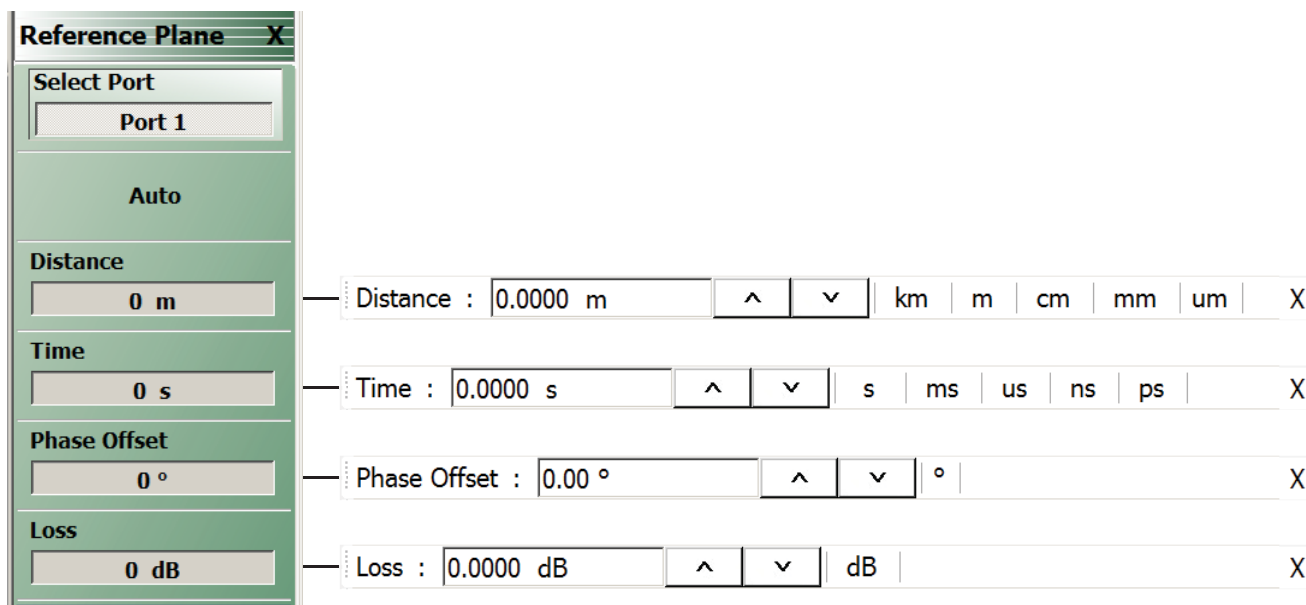 Reference Plane X
Select Port
Port 1
Auto
Distance
0 m
Distance : 0.0000 m ^ v km m cm mm um X
Time
0 s
Time : 0.0000 s ^ v s ms us ns ps X
Phase Offset
0 °
Phase Offset : 0.00 ° ^ v ° X
Loss
0 dB
Loss : 0.0000 dB ^ v dB X